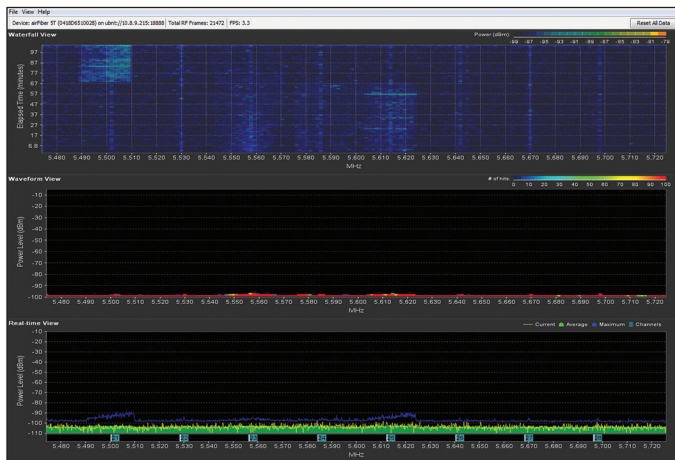 File View Help
Device: airFiber 5T (0418D6510028) on ubnt://10.8.9.215:18888 | Total RF Frames: 21472 | FPS: 3.3 Reset All Data
Waterfall View Power (dBm) -99 -97 -95 -93 -91 -89 -87 -85 -83 -81 -79
Elapsed Time (minutes)
97
87
77
67
57
47
37
27
17
6.8
5,480 5,490 5,500 5,510 5,520 5,530 5,540 5,550 5,560 5,570 5,580 5,590 5,600 5,610 5,620 5,630 5,640 5,650 5,660 5,670 5,680 5,690 5,700 5,710 5,720
MHz
Waveform View # of hits 0 10 20 30 40 50 60 70 80 90 100
Power Level (dBm)
-10
-20
-30
-40
-50
-60
-70
-80
-90
-100
5,480 5,490 5,500 5,510 5,520 5,530 5,540 5,550 5,560 5,570 5,580 5,590 5,600 5,610 5,620 5,630 5,640 5,650 5,660 5,670 5,680 5,690 5,700 5,710 5,720
MHz
Real-time View Current Average Maximum Channels
Power Level (dBm)
-10
-20
-30
-40
-50
-60
-70
-80
-90
-100
-110
5,480 5,490 5,500 5,510 5,520 5,530 5,540 5,550 5,560 5,570 5,580 5,590 5,600 5,610 5,620 5,630 5,640 5,650 5,660 5,670 5,680 5,690 5,700 5,710 5,720
MHz